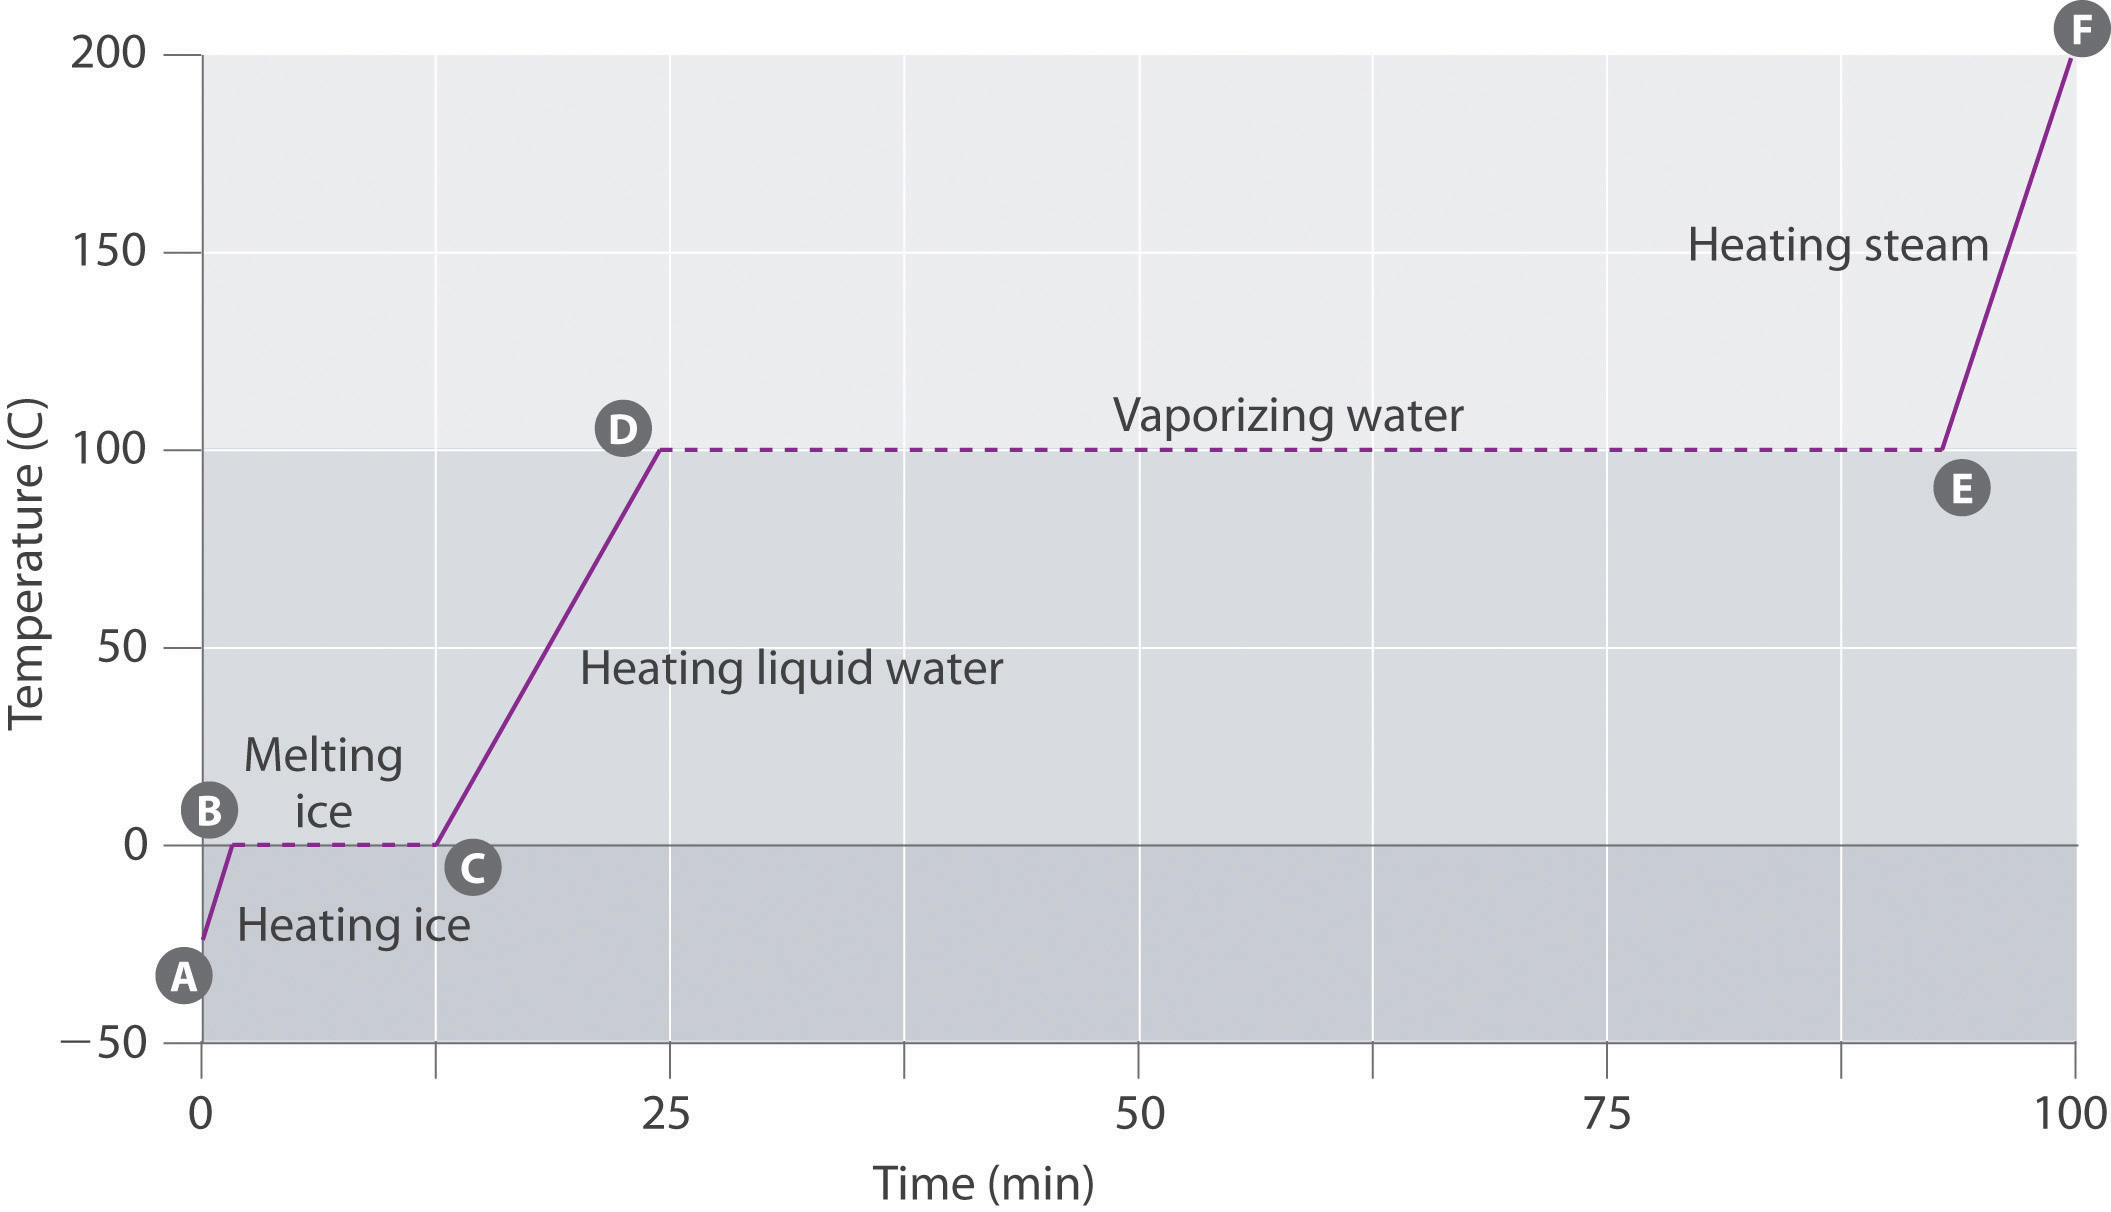 F
200
150
Heating steam
Vaporizing water
D
100
E
Temperature (C)
50
Heating liquid water
Melting
ice
B
0
C
Heating ice
A
−50
0
25
50
75
100
Time (min)